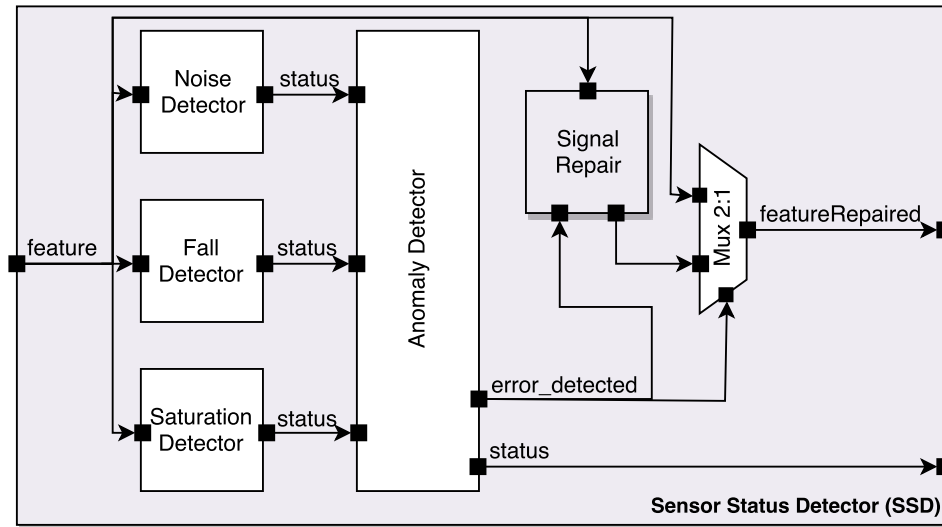 Noise
Detector
status
feature
Fall
Detector
status
Saturation
Detector
status
Anomaly Detector
Signal
Repair
Mux 2:1
featureRepaired
error_detected
status
Sensor Status Detector (SSD)